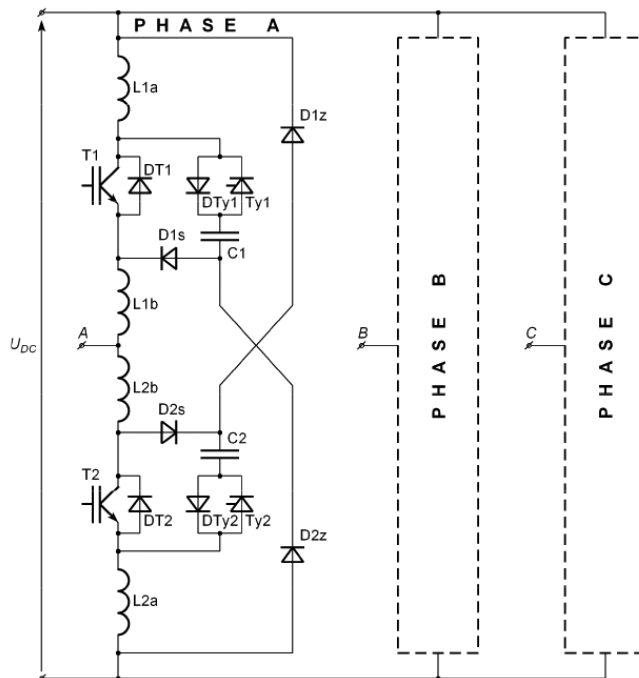 PHASE A
L1a
D1z
T1
DT1
DTy1
Ty1
D1s
C1
L1b
A
B
C
U_DC
PHASE B
PHASE C
L2b
D2s
C2
T2
DT2
DTy2
Ty2
D2z
L2a